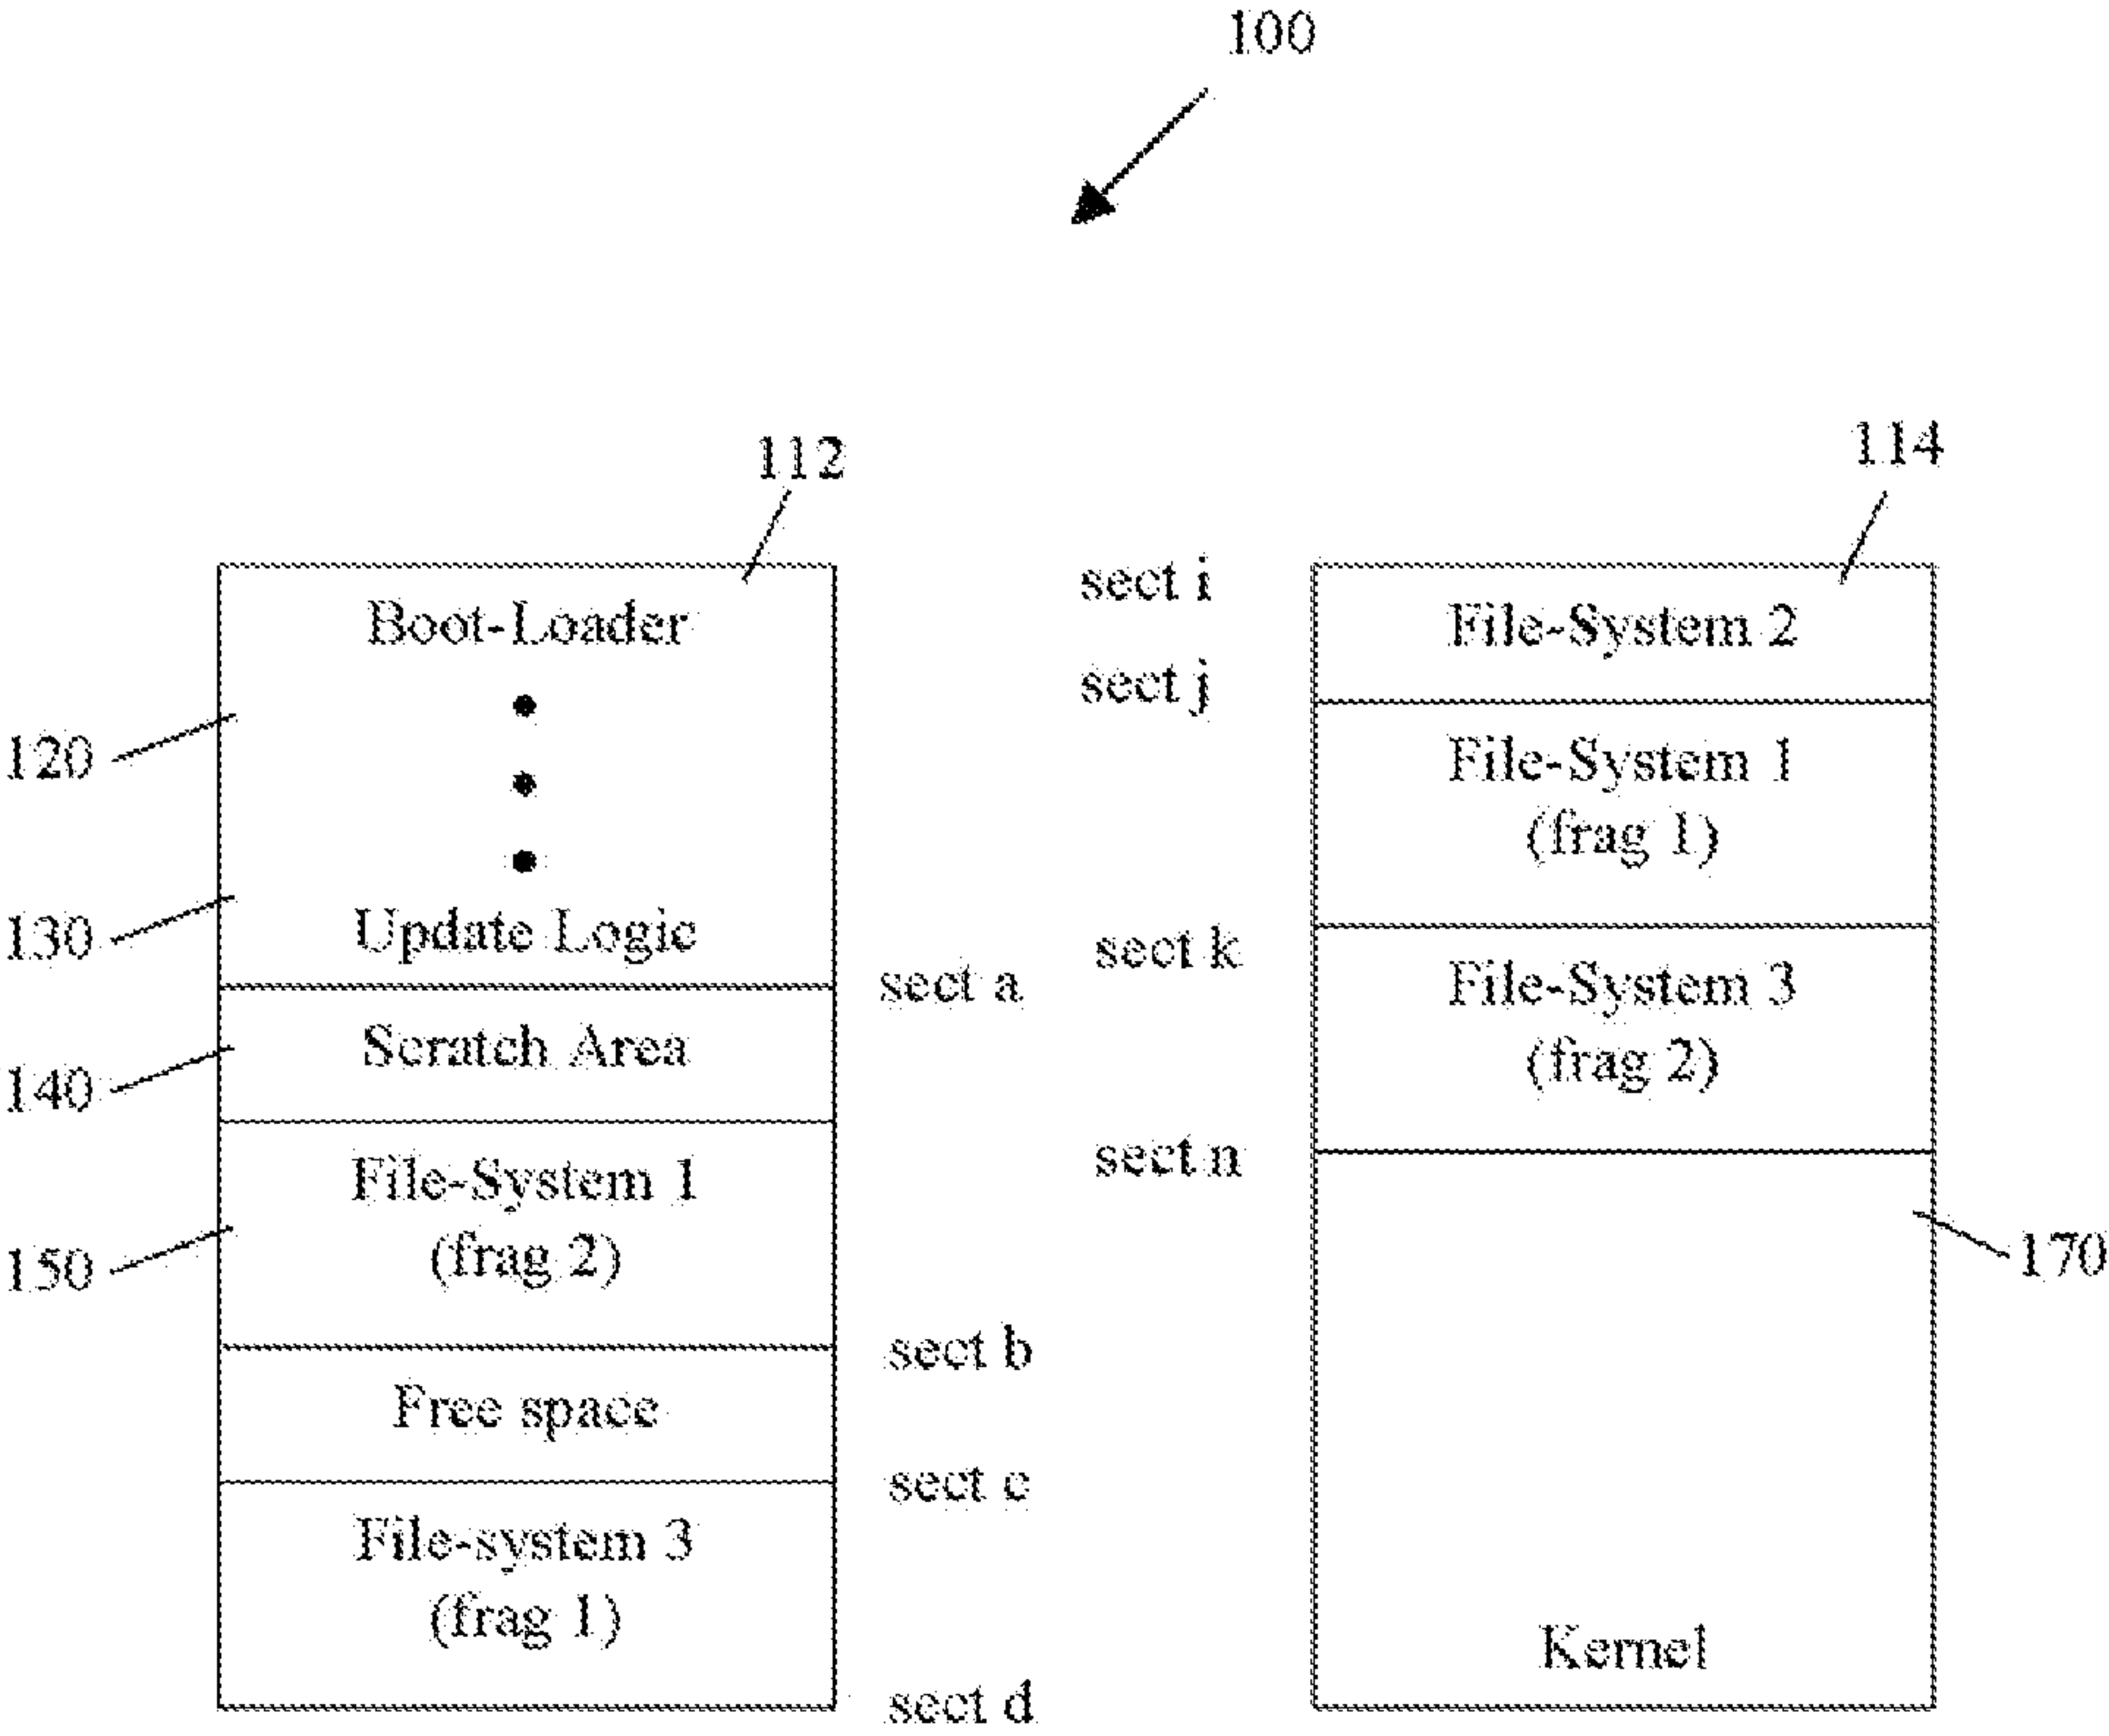 100
112
114
sect i
Boot-Loader
File-System 2
sect j
120
File-System 1
(frag 1)
130
Update Logic
sect k
sect a
File-System 3
(frag 2)
Scratch Area
140
sect n
File-System 1
(frag 2)
150
170
sect b
Free space
sect c
File-system 3
(frag 1)
Kernel
sect d